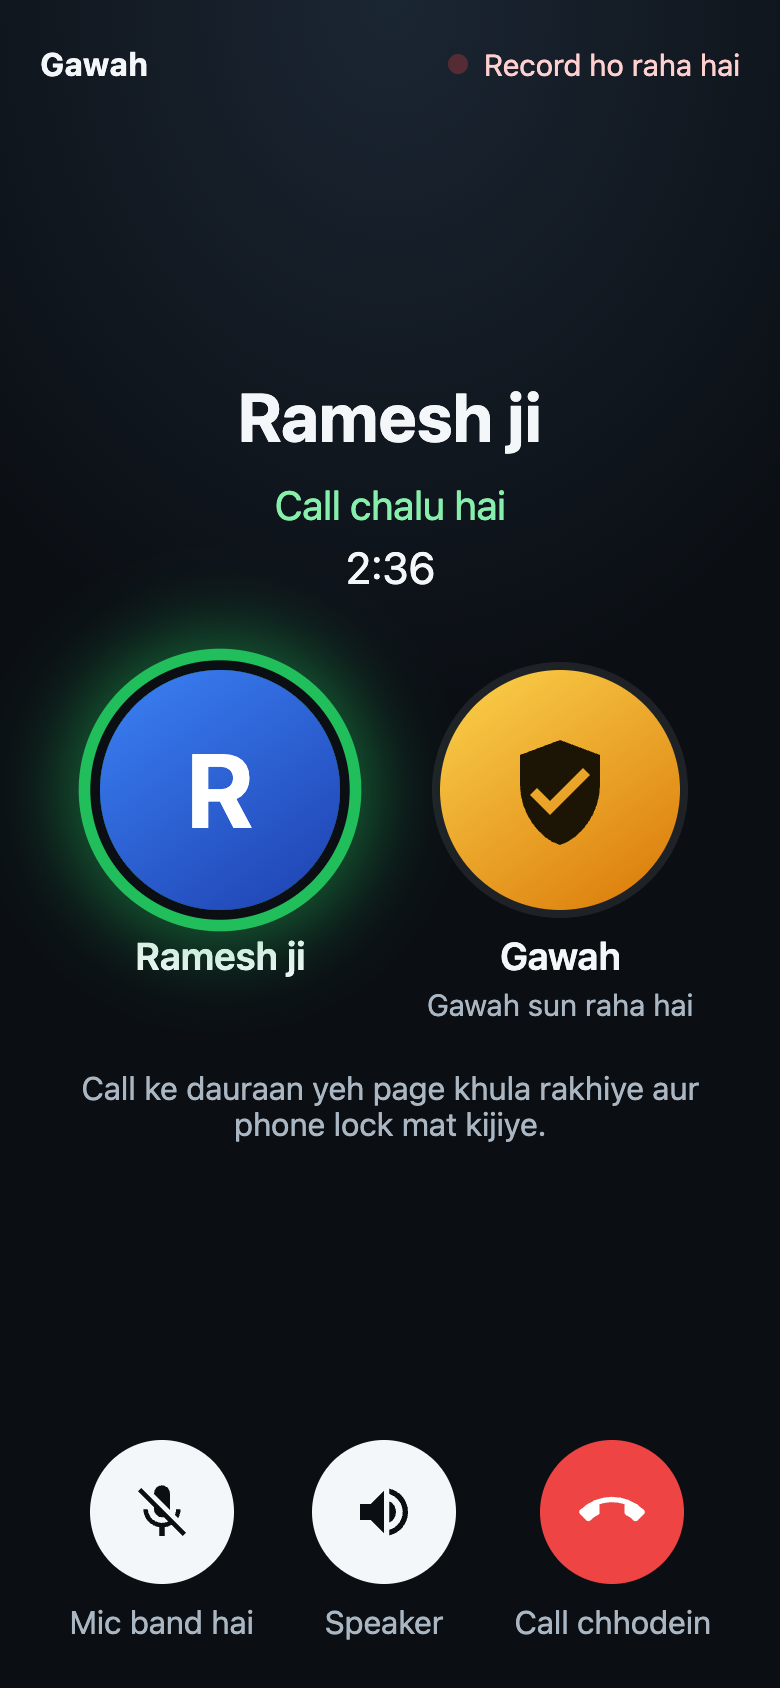 Gawah
Record ho raha hai
Ramesh ji
Call chalu hai
2:36
R
Ramesh ji
Gawah
Gawah sun raha hai
Call ke dauraan yeh page khula rakhiye aur
phone lock mat kijiye.
Mic band hai
Speaker
Call chhodein